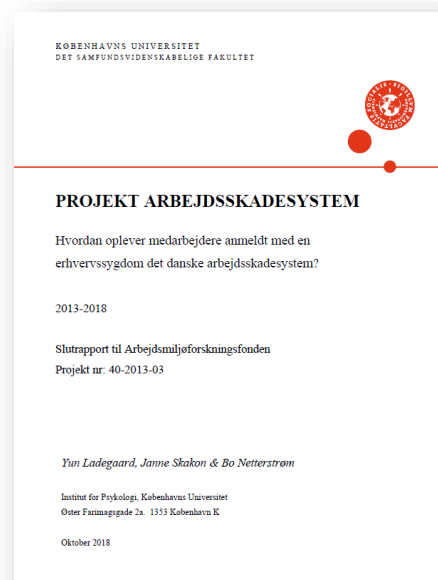 KØBENHAVNS UNIVERSITET
DET SAMFUNDSVIDENSKABELIGE FAKULTET
PROJEKT ARBEJDSSKADESYSTEM
Hvordan oplever medarbejdere anmeldt med en
erhvervssygdom det danske arbejdsskadesystem?
2013-2018
Slutrapport til Arbejdsmiljøforskningsfonden
Projekt nr: 40-2013-03
Yun Ladegaard, Janne Skakon & Bo Netterstrøm
Institut for Psykologi, Københavns Universitet
Øster Farimagsgade 2a. 1353 København K
Oktober 2018